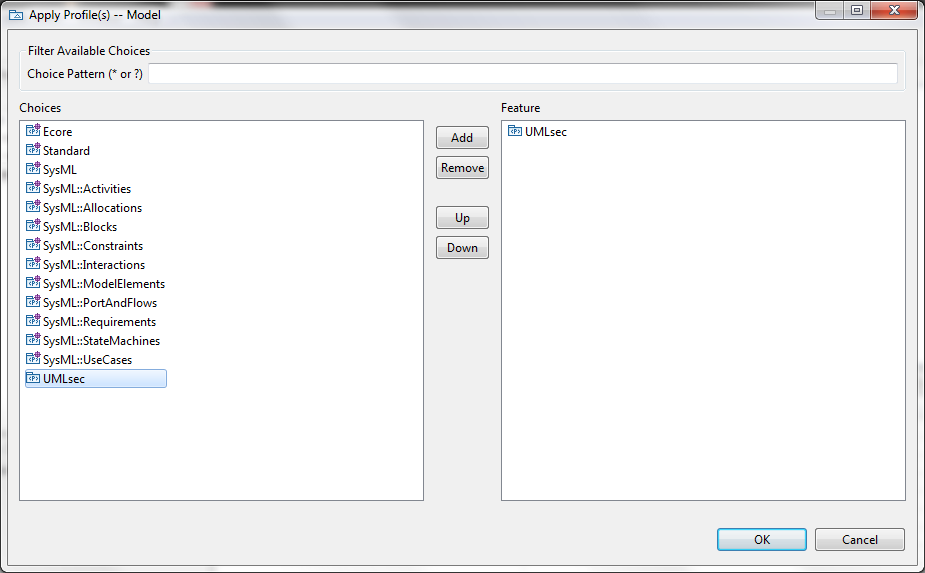 Apply Profile(s) -- Model
Filter Available Choices
Choice Pattern (* or ?)
Choices
Ecore
Standard
SysML
SysML::Activities
SysML::Allocations
SysML::Blocks
SysML::Constraints
SysML::Interactions
SysML::ModelElements
SysML::PortAndFlows
SysML::Requirements
SysML::StateMachines
SysML::UseCases
UMLsec
Add
Remove
Up
Down
Feature
UMLsec
OK
Cancel